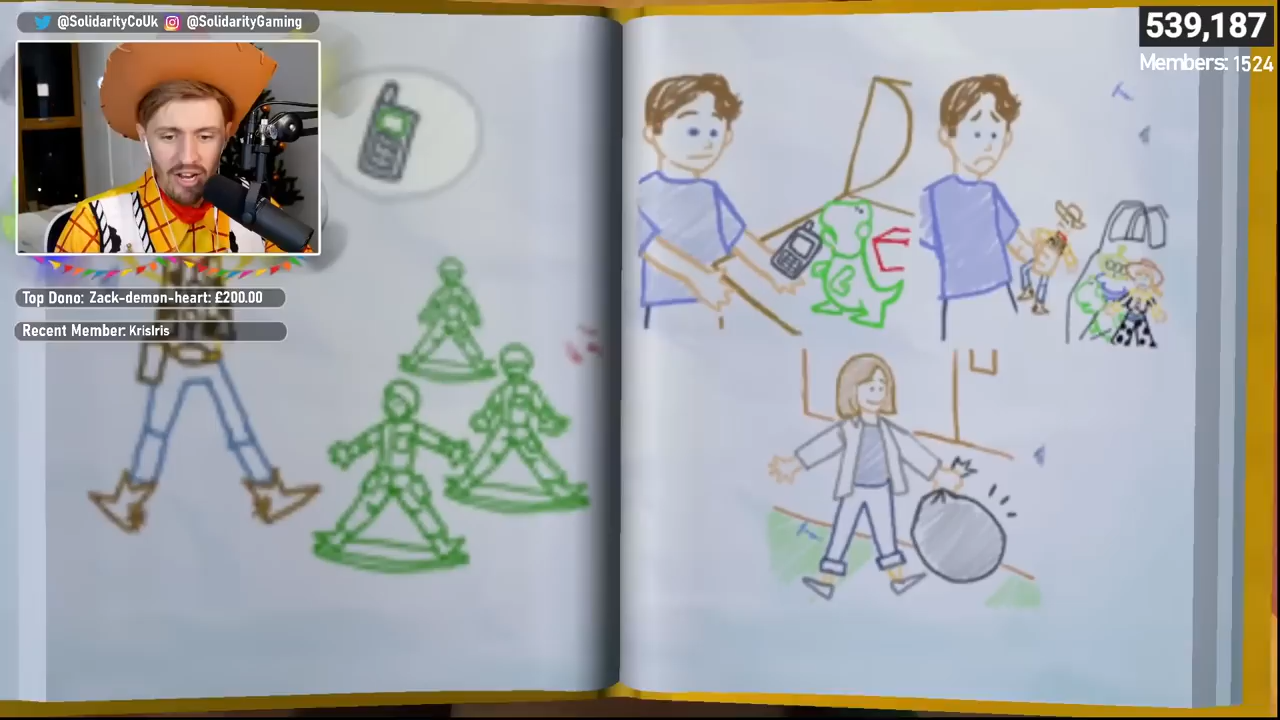 @SolidarityCoUk @SolidarityGaming
539,187
Members: 1524
Top Dono: Zack-demon-heart: £200.00
Recent Member: KrisIris